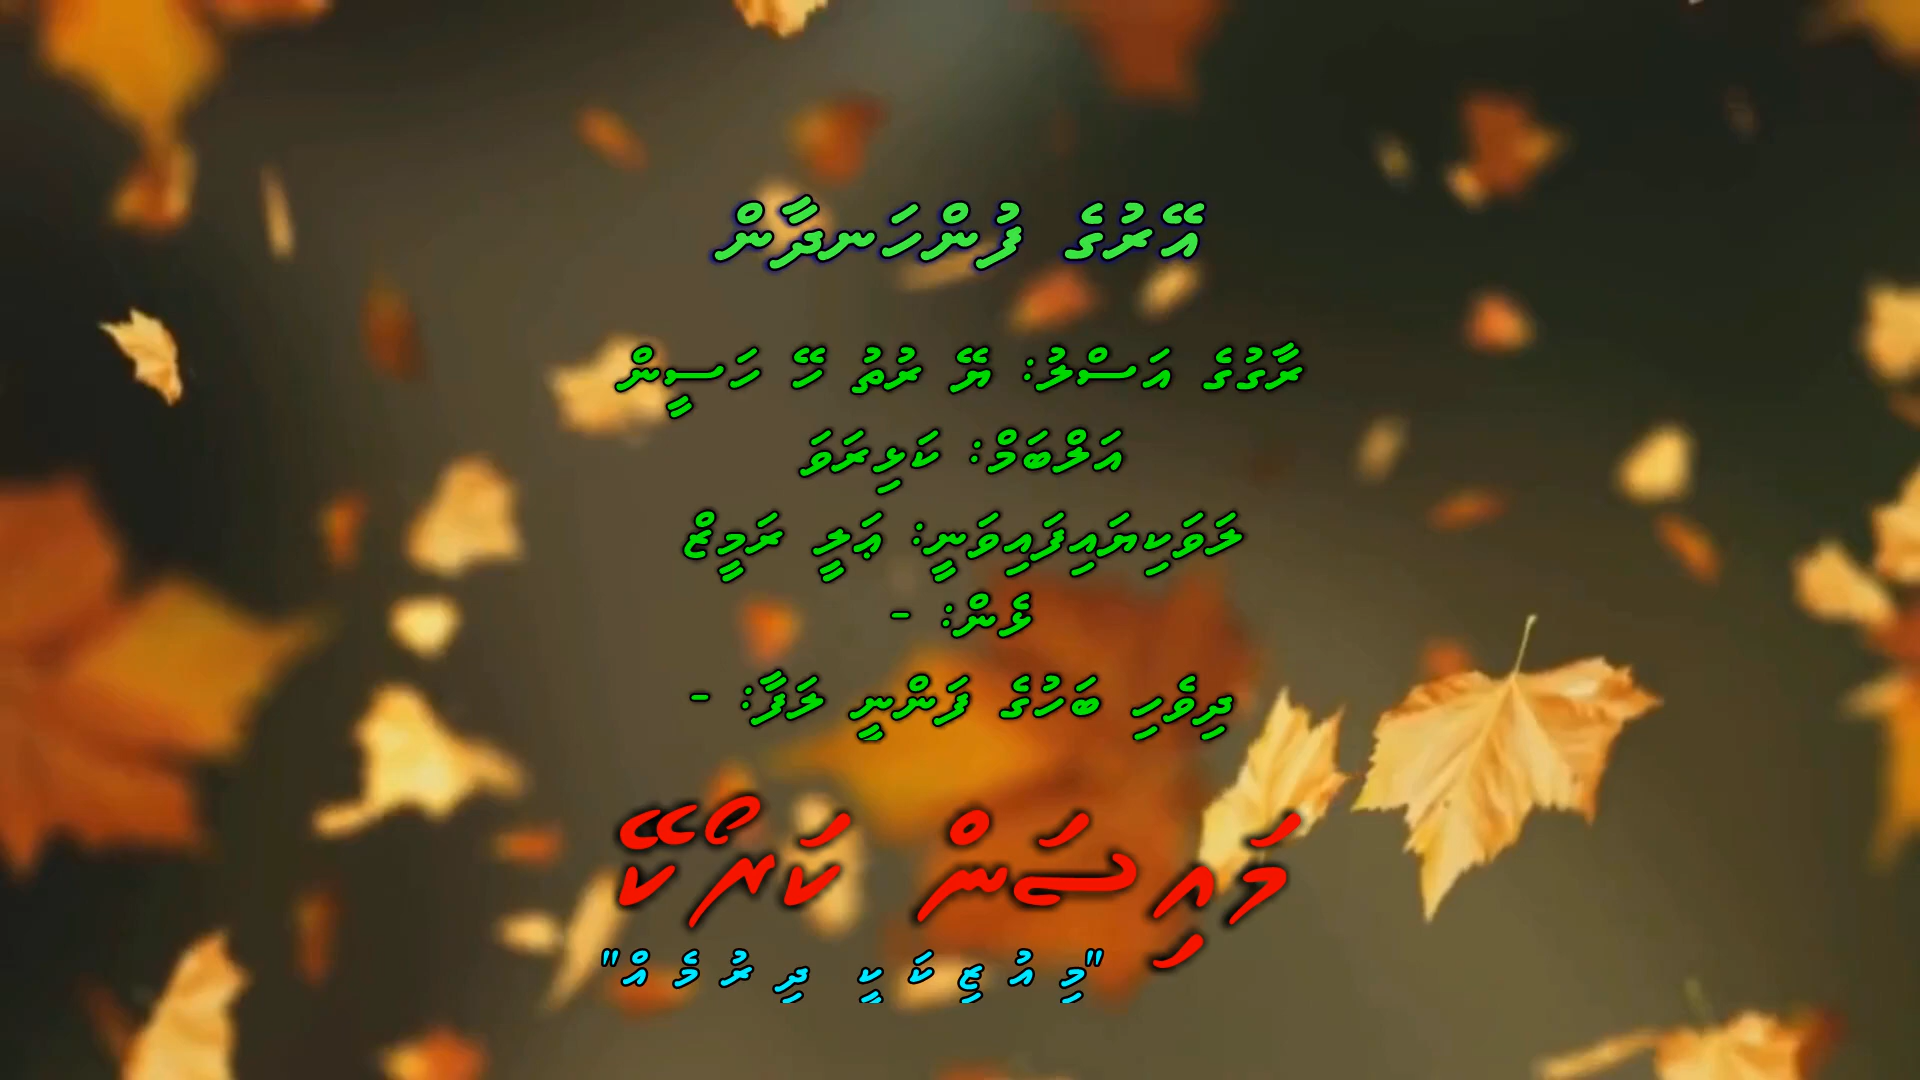 އޭރުގެ ފުންހަނދާން
ރާގުގެ އަސްލު: ޔޭ ރުތު ހޭ ހަސީން
އަލްބަމް: ކަޅިރަވަ
ލަވަކިޔައިފައިވަނީ: ޢަލީ ރަމީޒް
ޅެން: -
ދިވެހި ބަހުގެ ފަންނީ ލަފާ: -
މައިސަން ކަރޯކޭ
"މި އު ޒި ކަ ކީ ދި ރު މެ އް"